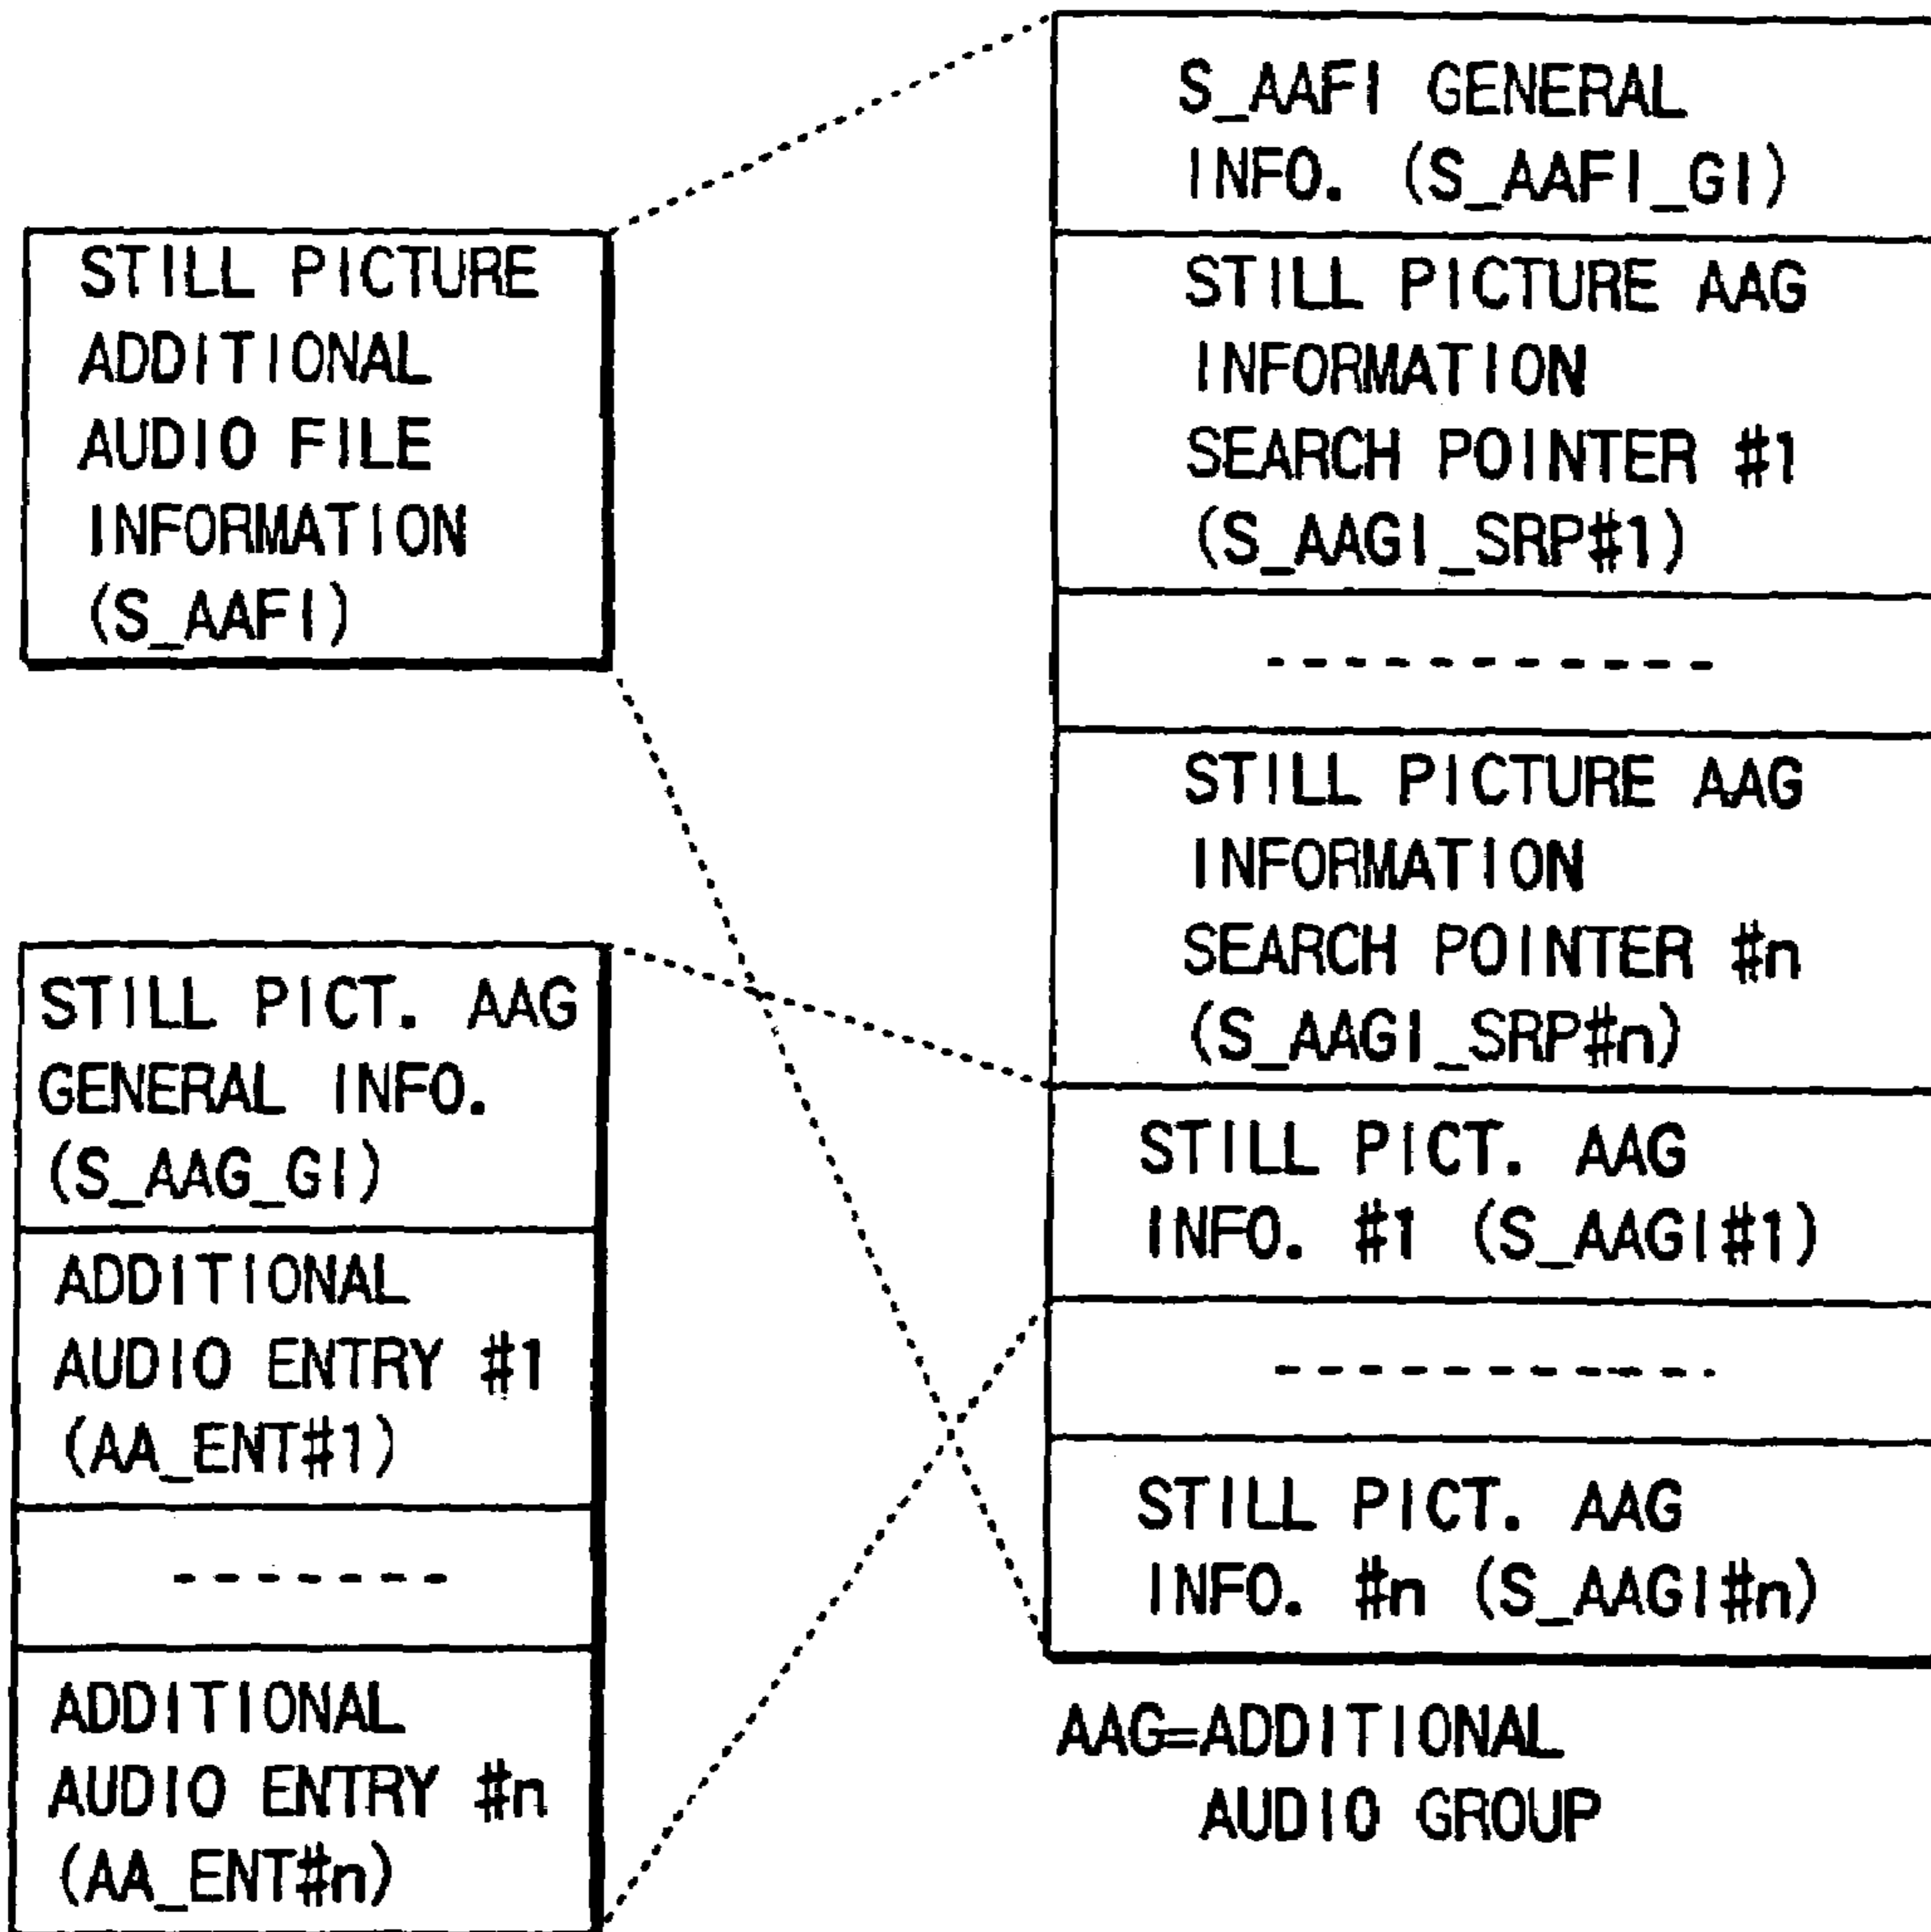 STILL PICTURE
ADDITIONAL
AUDIO FILE
INFORMATION
(S_AAFI)
S_AAFI GENERAL
INFO. (S_AAFI_GI)
STILL PICTURE AAG
INFORMATION
SEARCH POINTER #1
(S_AAGI_SRP#1)
STILL PICTURE AAG
INFORMATION
SEARCH POINTER #n
(S_AAGI_SRP#n)
STILL PICT. AAG
INFO. #1 (S_AAGI#1)
STILL PICT. AAG
INFO. #n (S_AAGI#n)
STILL PICT. AAG
GENERAL INFO.
(S_AAG_GI)
ADDITIONAL
AUDIO ENTRY #1
(AA_ENT#1)
ADDITIONAL
AUDIO ENTRY #n
(AA_ENT#n)
AAG=ADDITIONAL
AUDIO GROUP